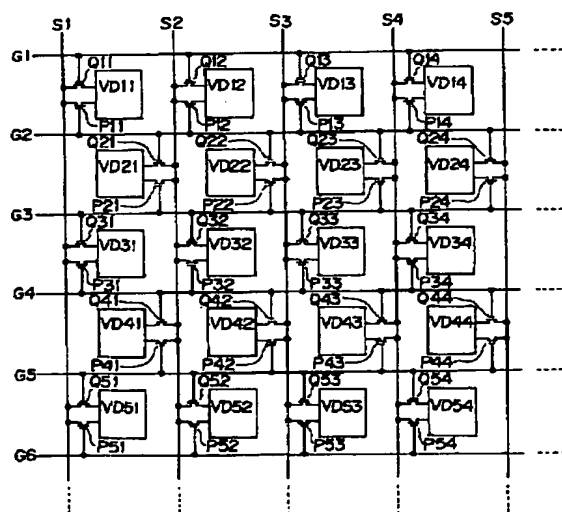 S1 S2 S3 S4 S5
G1
Q11 Q12 Q13 Q14
VD11 VD12 VD13 VD14
P11 P12 P13 P14
G2
Q21 Q22 Q23 Q24
VD21 VD22 VD23 VD24
P21 P22 P23 P24
G3
Q31 Q32 Q33 Q34
VD31 VD32 VD33 VD34
P31 P32 P33 P34
G4
Q41 Q42 Q43 Q44
VD41 VD42 VD43 VD44
P41 P42 P43 P44
G5
Q51 Q52 Q53 Q54
VD51 VD52 VD53 VD54
P51 P52 P53 P54
G6